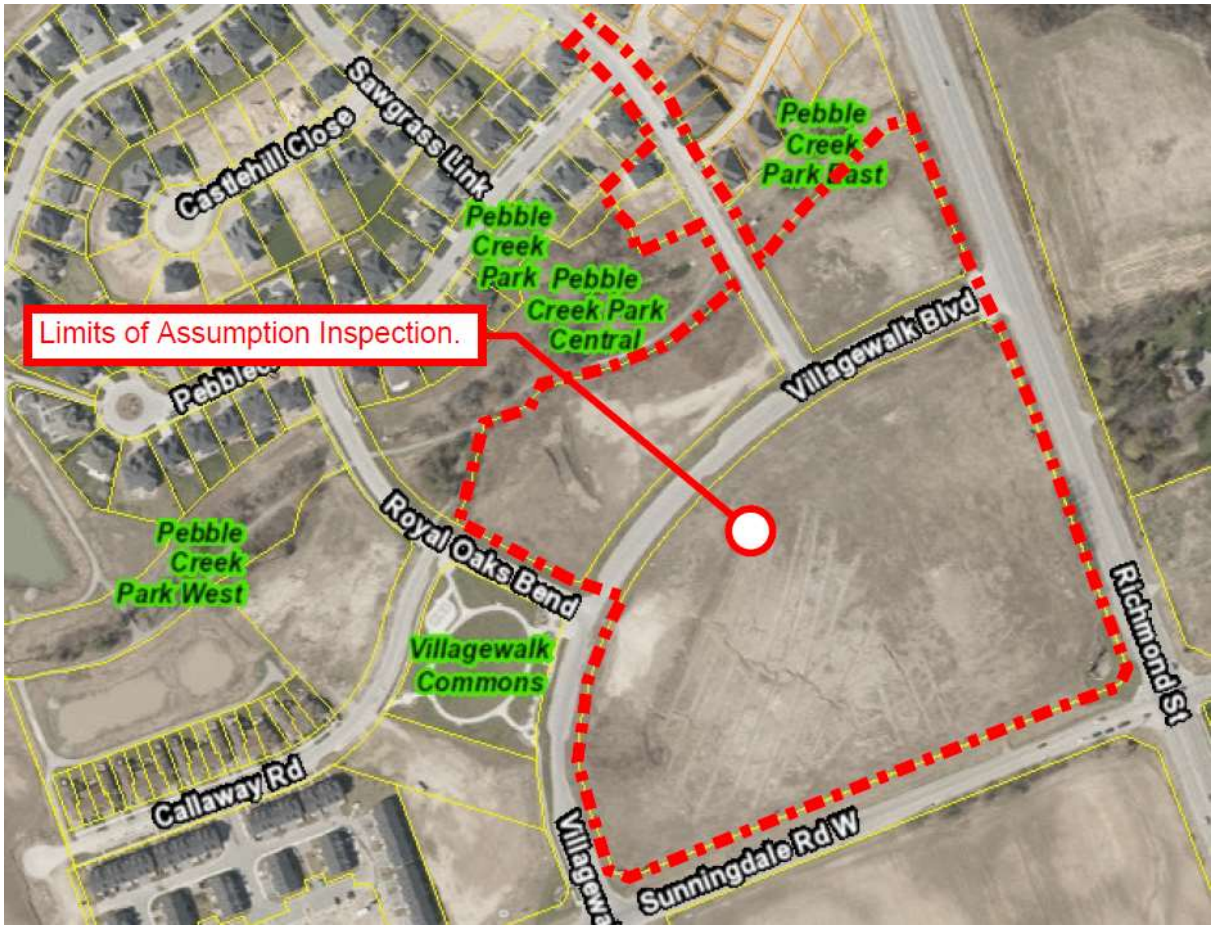 Sawgrass Link
Castlehill Close
Pebble
Creek
Park East
Pebble
Creek
Park
Pebble
Creek Park
Central
Limits of Assumption Inspection.
Villagewalk Blvd
Royal Oaks Bend
Pebble
Creek
Park West
Villagewalk
Commons
Richmond St
Callaway Rd
Sunningdale Rd W